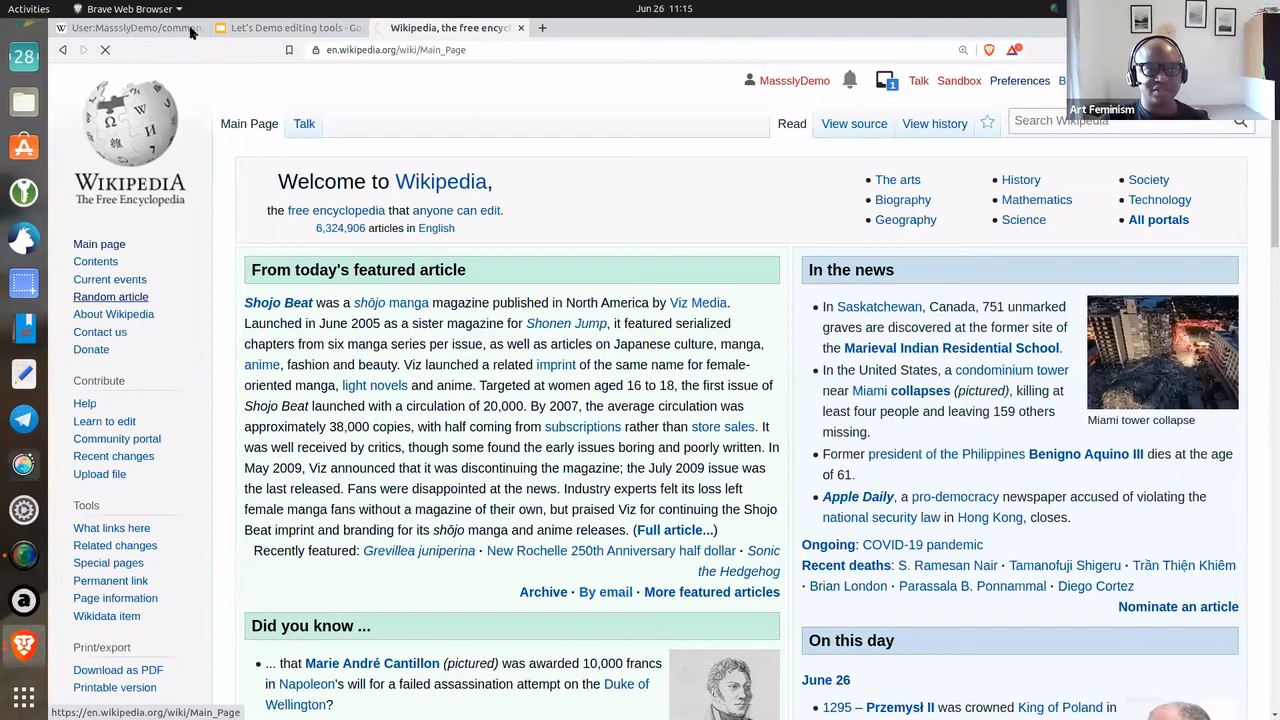 Activities
Brave Web Browser
Jun 26 11:15
User:MassslyDemo/common
Let's Demo editing tools - Go
Wikipedia, the free encyc
en.wikipedia.org/wiki/Main_Page
28
1
MassslyDemo
Talk
Sandbox
Preferences
B
Art Feminism
Main Page
Talk
Read
View source
View history
Search Wikipedia
WIKIPEDIA
The Free Encyclopedia
Main page
Contents
Current events
Random article
About Wikipedia
Contact us
Donate
Contribute
Help
Learn to edit
Community portal
Recent changes
Upload file
Tools
What links here
Related changes
Special pages
Permanent link
Page information
Wikidata item
Print/export
Download as PDF
Printable version
https://en.wikipedia.org/wiki/Main_Page
Welcome to Wikipedia,
the free encyclopedia that anyone can edit.
6,324,906 articles in English
The arts
Biography
Geography
History
Mathematics
Science
Society
Technology
All portals
From today's featured article
Shojo Beat was a shōjo manga magazine published in North America by Viz Media.
Launched in June 2005 as a sister magazine for Shonen Jump, it featured serialized
chapters from six manga series per issue, as well as articles on Japanese culture, manga,
anime, fashion and beauty. Viz launched a related imprint of the same name for female-
oriented manga, light novels and anime. Targeted at women aged 16 to 18, the first issue of
Shojo Beat launched with a circulation of 20,000. By 2007, the average circulation was
approximately 38,000 copies, with half coming from subscriptions rather than store sales. It
was well received by critics, though some found the early issues boring and poorly written. In
May 2009, Viz announced that it was discontinuing the magazine; the July 2009 issue was
the last released. Fans were disappointed at the news. Industry experts felt its loss left
female manga fans without a magazine of their own, but praised Viz for continuing the Shojo
Beat imprint and branding for its shōjo manga and anime releases. (Full article...)
Recently featured: Grevillea juniperina · New Rochelle 250th Anniversary half dollar · Sonic
the Hedgehog
Archive · By email · More featured articles
Did you know ...
... that Marie André Cantillon (pictured) was awarded 10,000 francs
in Napoleon's will for a failed assassination attempt on the Duke of
Wellington?
In the news
In Saskatchewan, Canada, 751 unmarked
graves are discovered at the former site of
the Marieval Indian Residential School.
In the United States, a condominium tower
near Miami collapses (pictured), killing at
least four people and leaving 159 others
missing.
Miami tower collapse
Former president of the Philippines Benigno Aquino III dies at the age
of 61.
Apple Daily, a pro-democracy newspaper accused of violating the
national security law in Hong Kong, closes.
Ongoing: COVID-19 pandemic
Recent deaths: S. Ramesan Nair · Tamanofuji Shigeru · Trần Thiện Khiêm
· Brian London · Parassala B. Ponnammal · Diego Cortez
Nominate an article
On this day
June 26
1295 – Przemysł II was crowned King of Poland in